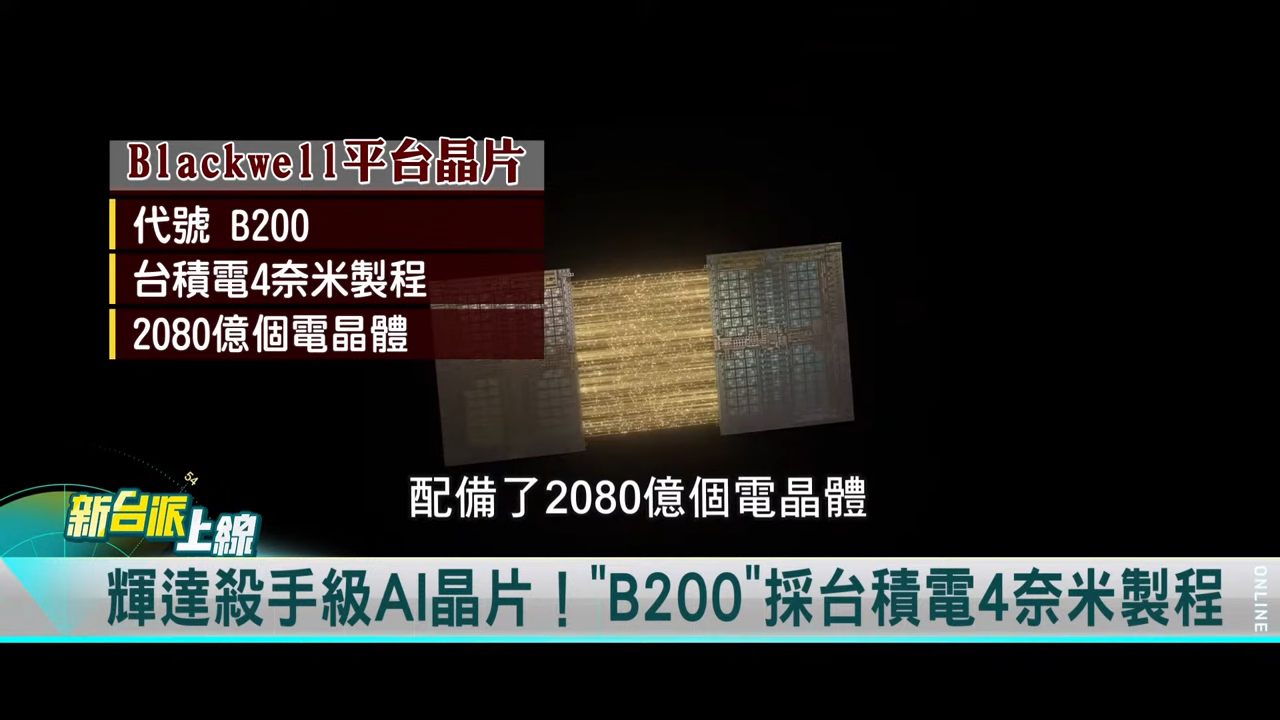 Blackwell平台晶片
代號 B200
台積電4奈米製程
2080億個電晶體
配備了2080億個電晶體
54
新台派
上線
輝達殺手級AI晶片！"B200"採台積電4奈米製程
ONLINE